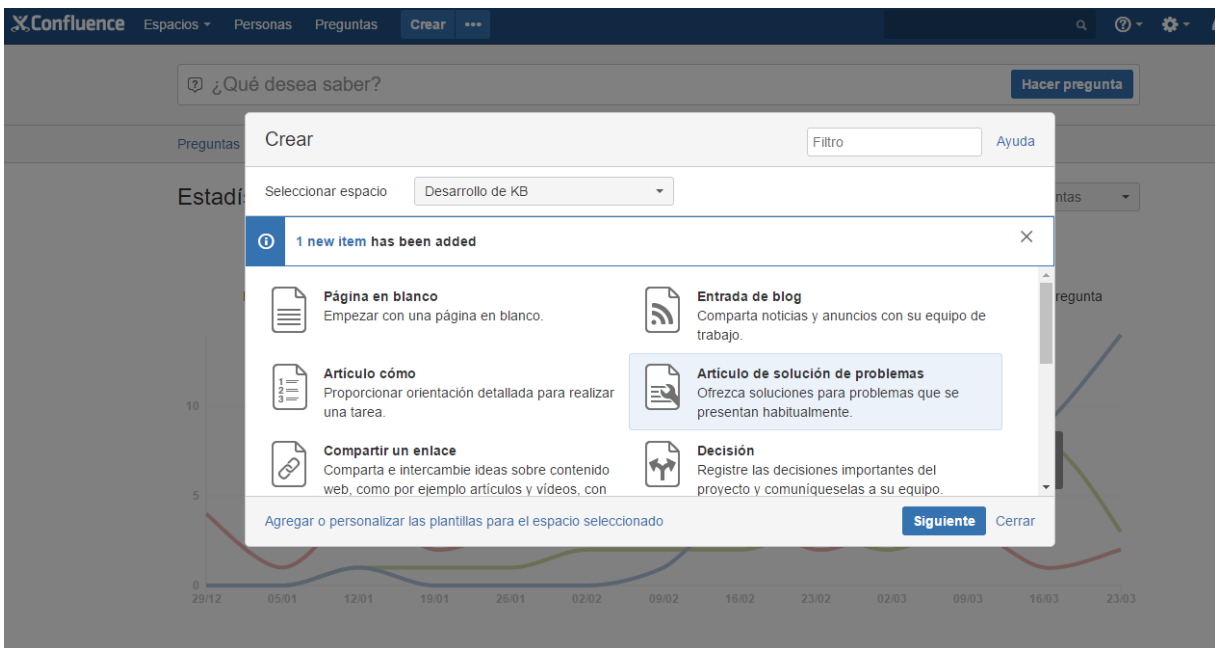 Confluence Espacios Personas Preguntas Crear
¿Qué desea saber? Hacer pregunta
Preguntas
Crear Filtro Ayuda
Estadí ntas
Seleccionar espacio Desarrollo de KB
1 new item has been added
Página en blanco
Empezar con una página en blanco.
Entrada de blog
Comparta noticias y anuncios con su equipo de
trabajo.
regunta
Artículo cómo
Proporcionar orientación detallada para realizar
una tarea.
Artículo de solución de problemas
Ofrezca soluciones para problemas que se
presentan habitualmente.
Compartir un enlace
Comparta e intercambie ideas sobre contenido
web, como por ejemplo artículos y vídeos, con
Decisión
Registre las decisiones importantes del
proyecto y comuníqueselas a su equipo.
10
5
0
Agregar o personalizar las plantillas para el espacio seleccionado Siguiente Cerrar
29/12 05/01 12/01 19/01 26/01 02/02 09/02 16/02 23/02 02/03 09/03 16/03 23/03